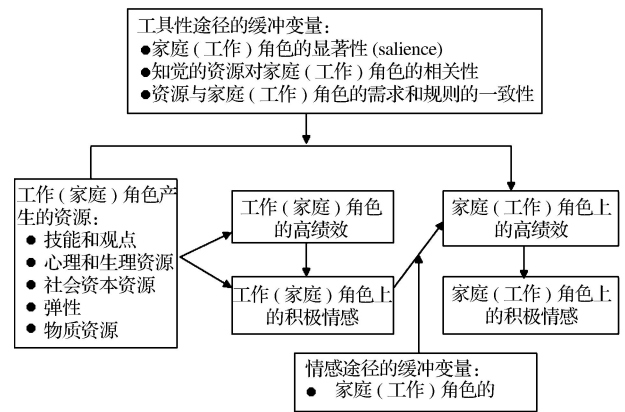 工具性途径的缓冲变量：
●家庭（工作）角色的显著性(salience)
●知觉的资源对家庭（工作）角色的相关性
●资源与家庭（工作）角色的需求和规则的一致性
工作（家庭）角色产
生的资源：
● 技能和观点
● 心理和生理资源
● 社会资本资源
● 弹性
● 物质资源
工作（家庭）角色
的高绩效
工作（家庭）角色上
的积极情感
家庭（工作）角色上
的高绩效
家庭（工作）角色上
的积极情感
情感途径的缓冲变量：
● 家庭（工作）角色的